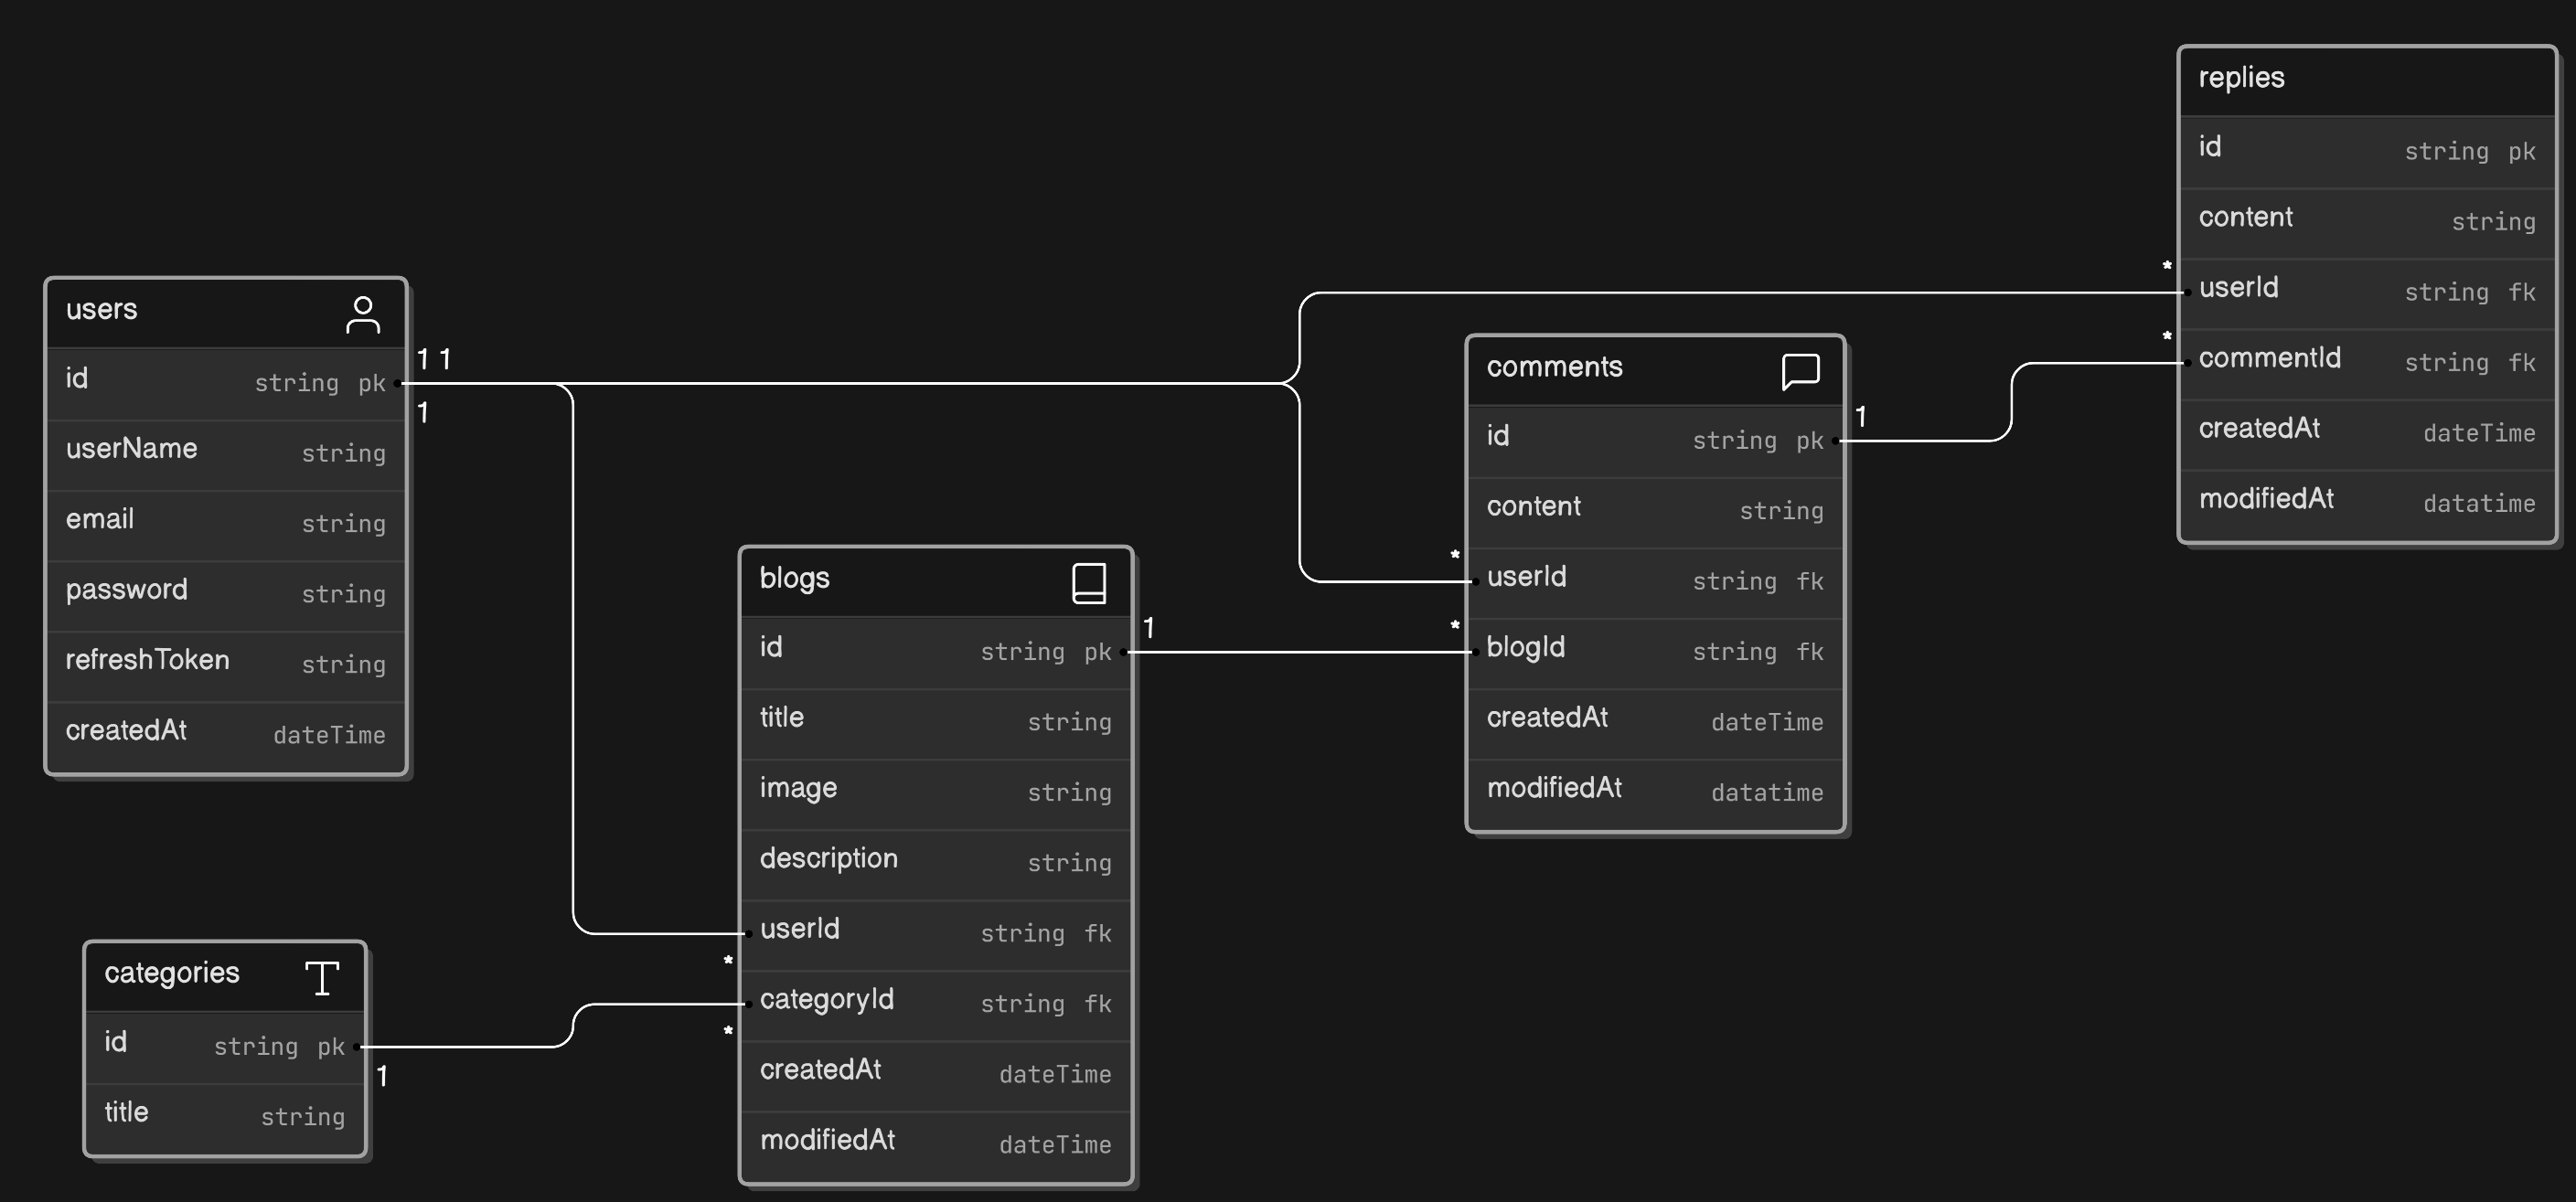 users
id string pk
userName string
email string
password string
refreshToken string
createdAt dateTime
1 1
1
categories
id string pk
title string
1
blogs
id string pk
title string
image string
description string
userId string fk
categoryId string fk
createdAt dateTime
modifiedAt dateTime
*
*
1
comments
id string pk
content string
userId string fk
blogId string fk
createdAt dateTime
modifiedAt datatime
*
*
1
replies
id string pk
content string
userId string fk
commentId string fk
createdAt dateTime
modifiedAt datatime
*
*